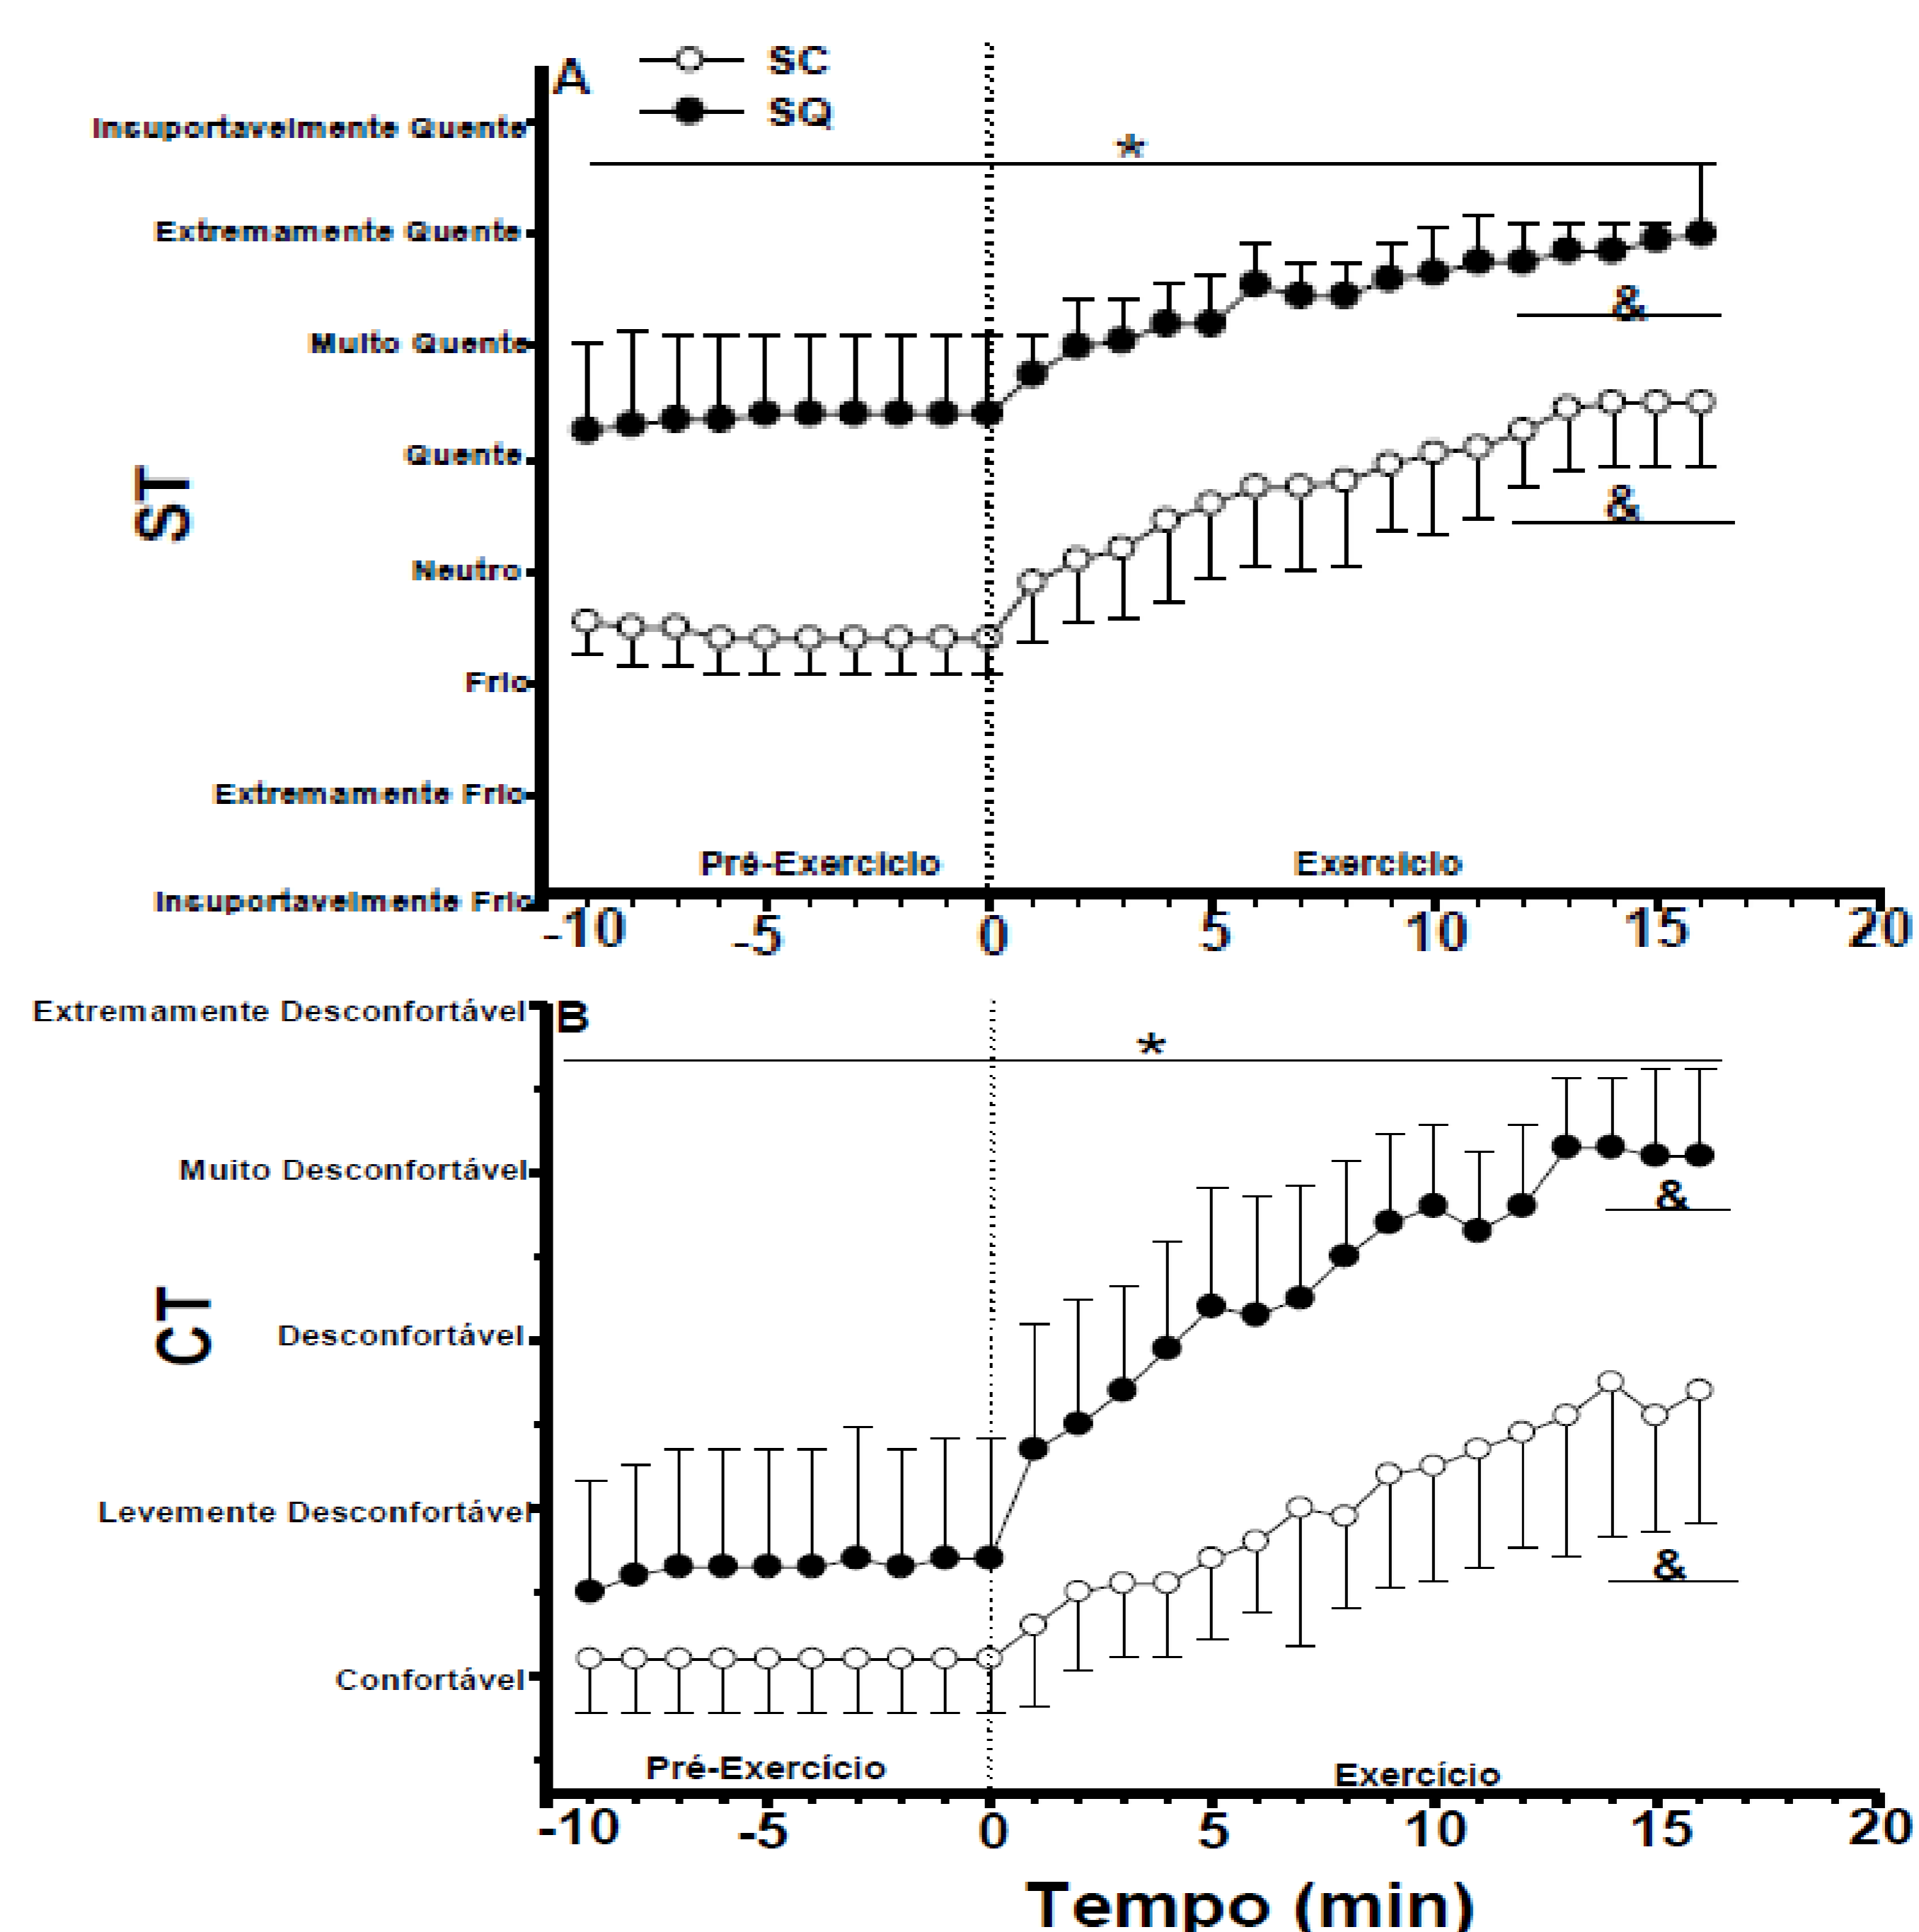 A
SC
SQ
Insuportavelmente Quente
*
Extremamente Quente
&
Muito Quente
Quente
&
ST
Neutro
Frio
Extremamente Frio
Pré-Exercício
Exercício
Insuportavelmente Frio
-10 -5 0 5 10 15 20
Extremamente Desconfortável
B
*
Muito Desconfortável
&
CT
Desconfortável
Levemente Desconfortável
&
Confortável
Pré-Exercício
Exercício
-10 -5 0 5 10 15 20
Tempo (min)